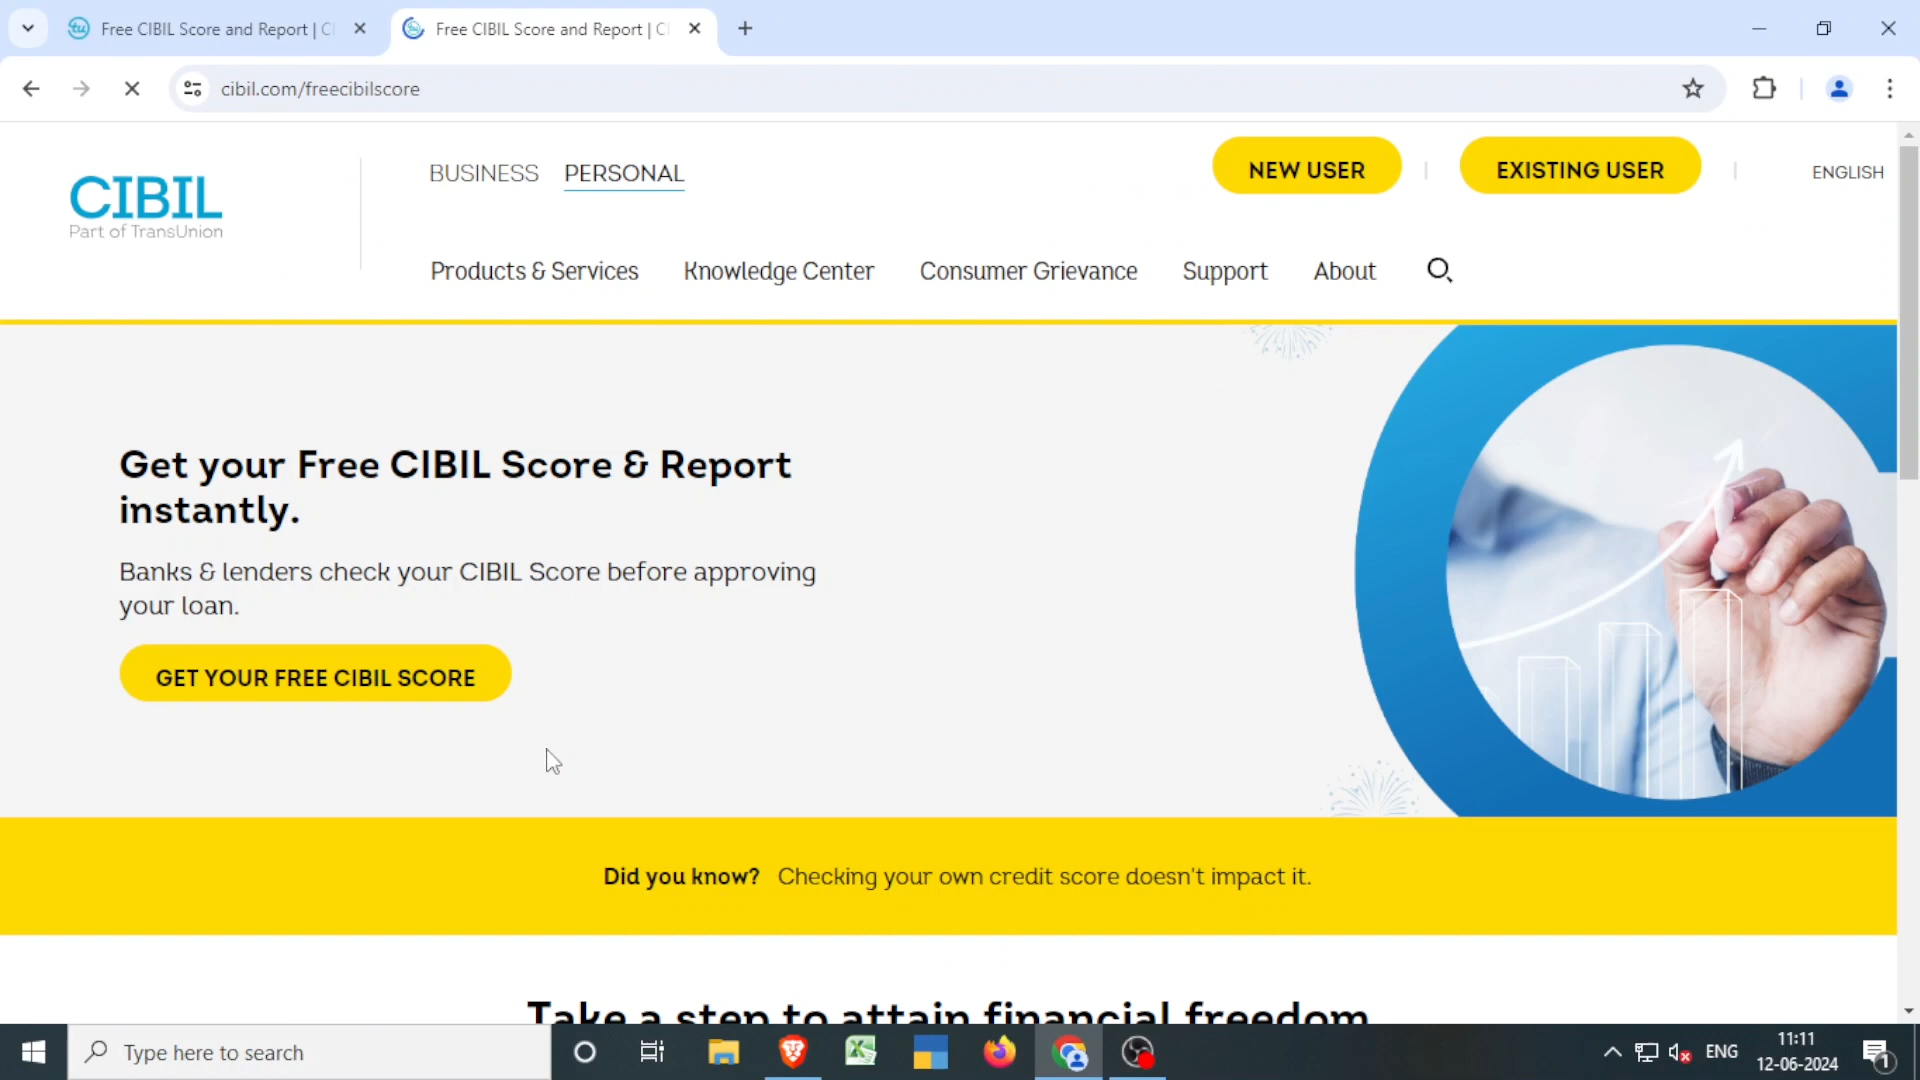 Free CIBIL Score and Report | CI
Free CIBIL Score and Report | CI
cibil.com/freecibilscore
CIBIL
Part of TransUnion
BUSINESS PERSONAL
NEW USER
EXISTING USER
ENGLISH
Products & Services Knowledge Center Consumer Grievance Support About
Get your Free CIBIL Score & Report
instantly.
Banks & lenders check your CIBIL Score before approving
your loan.
GET YOUR FREE CIBIL SCORE
Did you know? Checking your own credit score doesn't impact it.
Take a step to attain financial freedom
Type here to search
ENG
11:11
12-06-2024
1